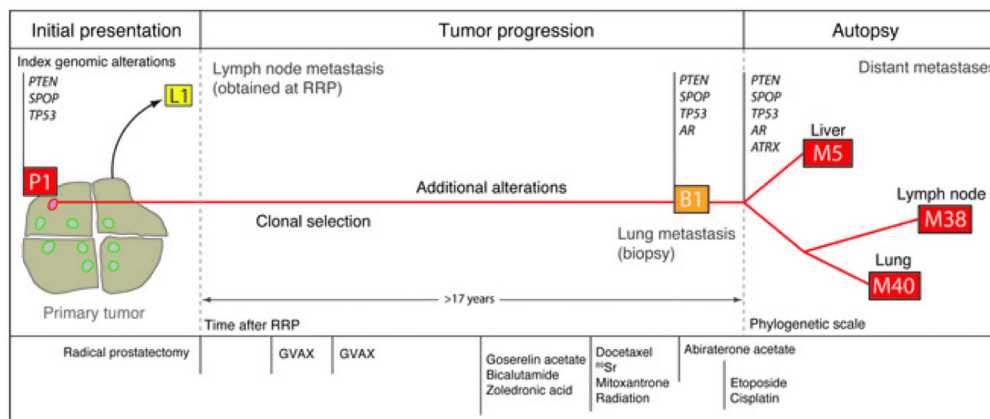 Initial presentation
Tumor progression
Autopsy
Index genomic alterations
PTEN
SPOP
TP53
L1
P1
Primary tumor
Lymph node metastasis
(obtained at RRP)
Additional alterations
Clonal selection
PTEN
SPOP
TP53
AR
B1
Lung metastasis
(biopsy)
>17 years
Time after RRP
Distant metastases
PTEN
SPOP
TP53
AR
ATRX
Liver
M5
Lymph node
M38
Lung
M40
Phylogenetic scale
Radical prostatectomy
GVAX
GVAX
Goserelin acetate
Bicalutamide
Zoledronic acid
Docetaxel
⁸⁹Sr
Mitoxantrone
Radiation
Abiraterone acetate
Etoposide
Cisplatin